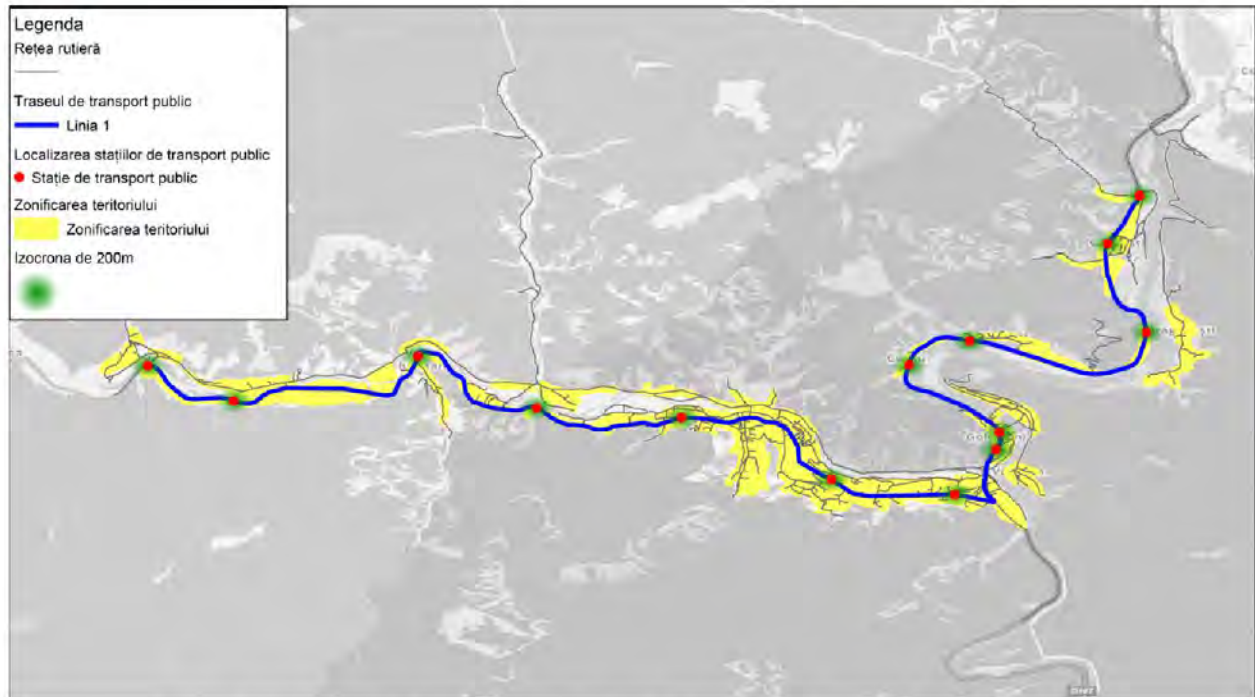 Legenda
Rețea rutieră
Traseul de transport public
Linia 1
Localizarea stațiilor de transport public
Stație de transport public
Zonificarea teritoriului
Zonificarea teritoriului
Izocrona de 200m